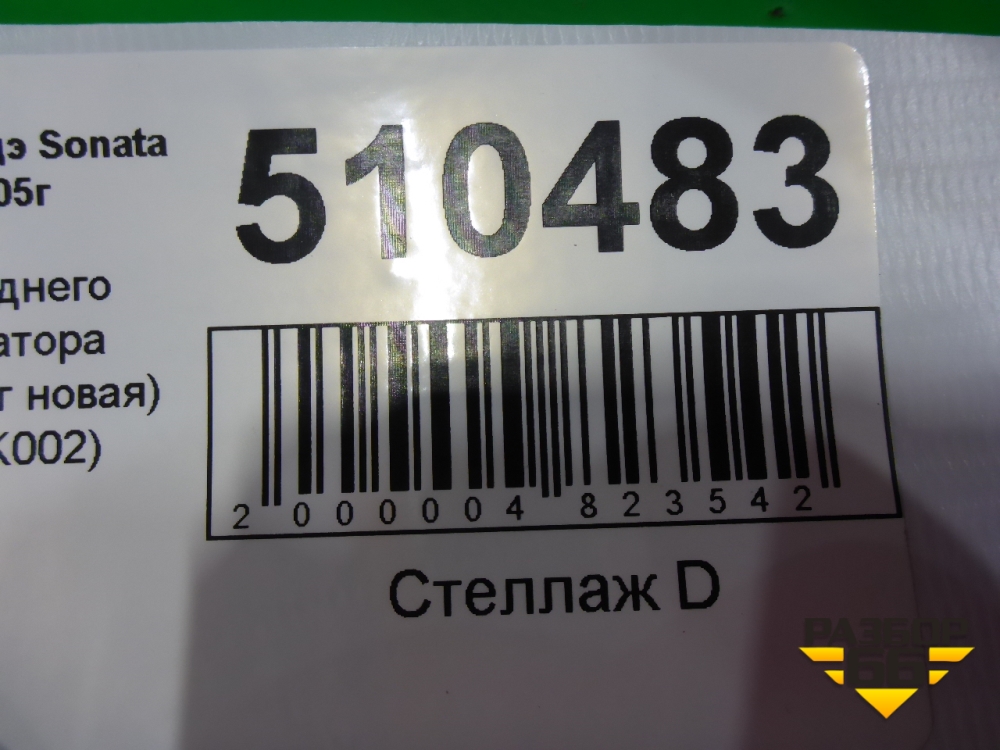 дэ Sonata
05г
510483
днего
атора
г новая)
K002)
2 000004 823542
Стеллаж D
РАЗБОР
66